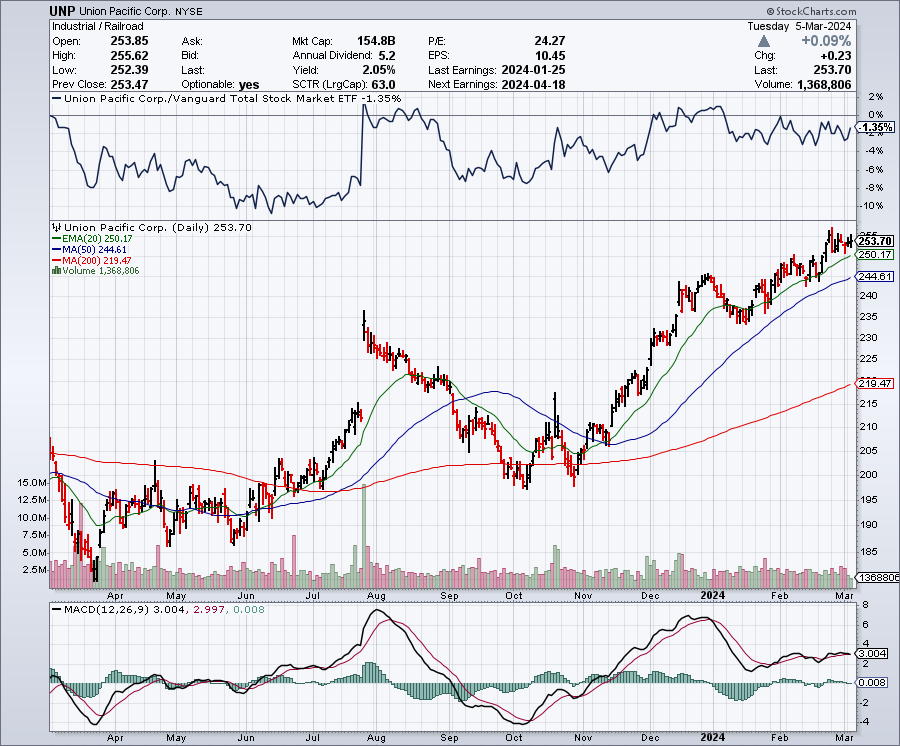 UNP Union Pacific Corp. NYSE © StockCharts.com
Industrial / Railroad Tuesday 5-Mar-2024
Open: 253.85 Ask: Mkt Cap: 154.8B P/E: 24.27 +0.09%
High: 255.62 Bid: Annual Dividend: 5.2 EPS: 10.45 Chg: +0.23
Low: 252.39 Last: Yield: 2.05% Last Earnings: 2024-01-25 Last: 253.70
Prev Close: 253.47 Optionable: yes SCTR (LrgCap): 63.0 Next Earnings: 2024-04-18 Volume: 1,368,806
Union Pacific Corp./Vanguard Total Stock Market ETF -1.35%
2%
0%
-1.35%
-4%
-6%
-8%
-10%
Union Pacific Corp. (Daily) 253.70
EMA(20) 250.17
MA(50) 244.61
MA(200) 219.47
Volume 1,368,806
253.70
250.17
244.61
240
235
230
225
219.47
215
210
205
200
195
190
185
1368806
15.0M
12.5M
10.0M
7.5M
5.0M
2.5M
Apr May Jun Jul Aug Sep Oct Nov Dec 2024 Feb Mar
MACD(12,26,9) 3.004, 2.997, 0.008
8
6
4
3.004
2
0.008
-2
-4
Apr May Jun Jul Aug Sep Oct Nov Dec 2024 Feb Mar